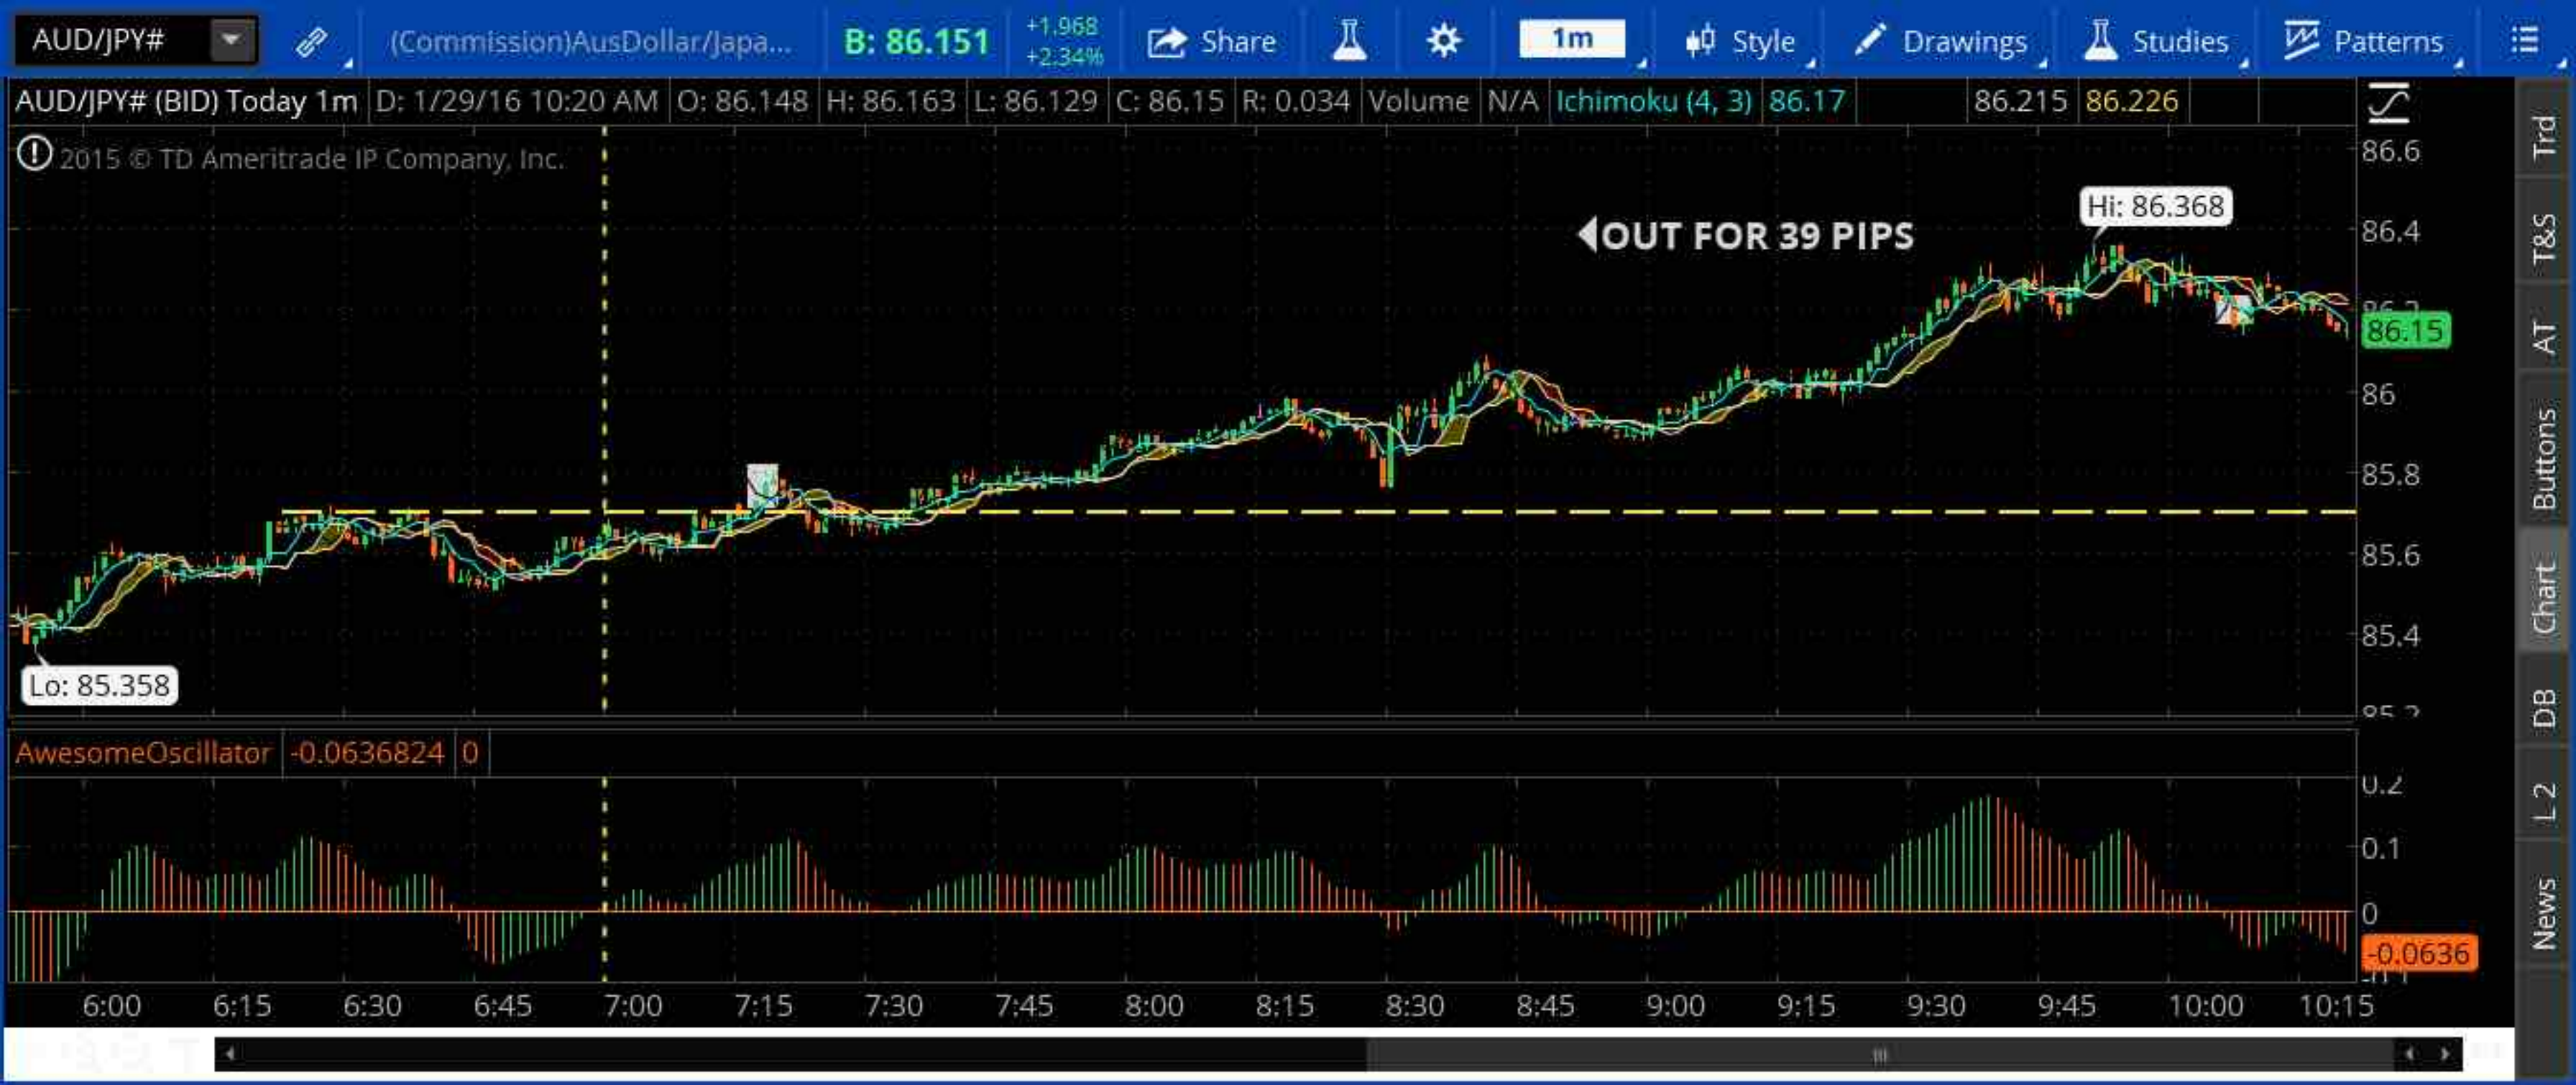 AUD/JPY# (Commission)AusDollar/Japa... B: 86.151 +1.968 +2.34% Share 1m Style Drawings Studies Patterns
AUD/JPY# (BID) Today 1m D: 1/29/16 10:20 AM O: 86.148 H: 86.163 L: 86.129 C: 86.15 R: 0.034 Volume N/A Ichimoku (4, 3) 86.17 86.215 86.226
2015 © TD Ameritrade IP Company, Inc.
OUT FOR 39 PIPS
Hi: 86.368
Lo: 85.358
86.6
86.4
86.2
86.15
86
85.8
85.6
85.4
85.2
AwesomeOscillator -0.0636824 0
0.2
0.1
0
-0.0636
-0.1
6:00 6:15 6:30 6:45 7:00 7:15 7:30 7:45 8:00 8:15 8:30 8:45 9:00 9:15 9:30 9:45 10:00 10:15
Trd
T&S
AT
Buttons
Chart
DB
L 2
News